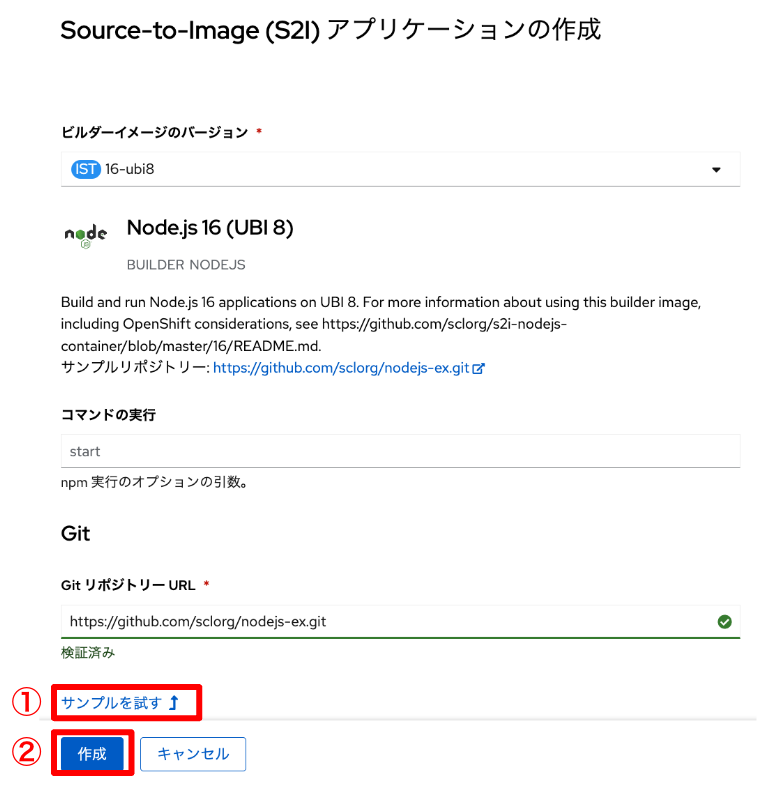 Source-to-Image (S2I) アプリケーションの作成
ビルダーイメージのバージョン *
IST 16-ubi8
node
JS
Node.js 16 (UBI 8)
BUILDER NODEJS
Build and run Node.js 16 applications on UBI 8. For more information about using this builder image,
including OpenShift considerations, see https://github.com/sclorg/s2i-nodejs-
container/blob/master/16/README.md.
サンプルリポジトリー: https://github.com/sclorg/nodejs-ex.git
コマンドの実行
start
npm 実行のオプションの引数。
Git
Git リポジトリー URL *
https://github.com/sclorg/nodejs-ex.git
検証済み
① サンプルを試す
② 作成 キャンセル